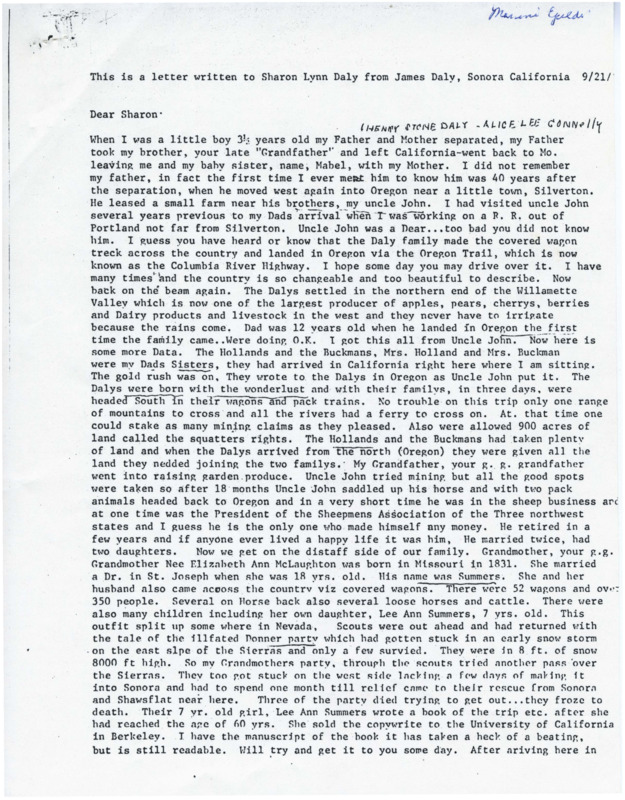 This is a letter written to Sharon Lynn Daly from James Daly, Sonora California 9/21/
Dear Sharon
(HENRY STONE DALY - ALICE LEE CONNOllY
When I was a little boy 3½ years old my Father and Mother separated, my Father
took my brother, your late "Grandfather" and left California-went back to Mo.
leaving me and my baby sister, name, Mabel, with my Mother. I did not remember
my father, in fact the first time I ever meet him to know him was 40 years after
the separation, when he moved west again into Oregon near a little town, Silverton.
He leased a small farm near his brothers, my uncle John. I had visited uncle John
several years previous to my Dads arrival when I was working on a R. R. out of
Portland not far from Silverton. Uncle John was a Dear...too bad you did not know
him. I guess you have heard or know that the Daly family made the covered wagon
treck across the country and landed in Oregon via the Oregon Trail, which is now
known as the Columbia River Highway. I hope some day you may drive over it. I have
many times and the country is so changeable and too beautiful to describe. Now
back on the beam again. The Dalys settled in the northern end of the Willamette
Valley which is now one of the largest producer of apples, pears, cherrys, berries
and Dairy products and livestock in the west and they never have to irrigate
because the rains come. Dad was 12 years old when he landed in Oregon the first
time the family came..Were doing O.K. I got this all from Uncle John. Now here is
some more Data. The Hollands and the Buckmans, Mrs. Holland and Mrs. Buckman
were my Dads Sisters, they had arrived in California right here where I am sitting.
The gold rush was on, They wrote to the Dalys in Oregon as Uncle John put it. The
Dalys were born with the wonderlust and with their familys, in three days, were
headed South in their wagons and pack trains. No trouble on this trip only one range
of mountains to cross and all the rivers had a ferry to cross on. At. that time one
could stake as many mining claims as they pleased. Also were allowed 900 acres of
land called the squatters rights. The Hollands and the Buckmans had taken plenty
of land and when the Dalys arrived from the north (Oregon) they were given all the
land they nedded joining the two familys. My Grandfather, your g. g. grandfather
went into raising garden produce. Uncle John tried mining but all the good spots
were taken so after 18 months Uncle John saddled up his horse and with two pack
animals headed back to Oregon and in a very short time he was in the sheep business and
at one time was the President of the Sheepmens Association of the Three northwest
states and I guess he is the only one who made himself any money. He retired in a
few years and if anyone ever lived a happy life it was him, He married twice, had
two daughters. Now we get on the distaff side of our family. Grandmother, your g.g.
Grandmother Nee Elizabeth Ann McLaughton was born in Missouri in 1831. She married
a Dr. in St. Joseph when she was 18 yrs. old. His name was Summers. She and her
husband also came across the country viz covered wagons. There were 52 wagons and over
350 people. Several on Horse back also several loose horses and cattle. There were
also many children including her own daughter, Lee Ann Summers, 7 yrs. old. This
outfit split up some where in Nevada, Scouts were out ahead and had returned with
the tale of the illfated Donner party which had gotten stuck in an early snow storm
on the east slpe of the Sierras and only a few survied. They were in 8 ft. of snow
8000 ft high. So my Grandmothers party, through the scouts tried another pass over
the Sierras. They too got stuck on the west side lacking a few days of making it
into Sonora and had to spend one month till relief came to their rescue from Sonora
and Shawsflat near here. Three of the party died trying to get out...they froze to
death. Their 7 yr. old girl, Lee Ann Summers wrote a book of the trip etc. after she
had reached the age of 60 yrs. She sold the copywrite to the University of California
in Berkeley. I have the manuscript of the book it has taken a heck of a beating,
but is still readable. Will try and get it to you some day. After ariving here in